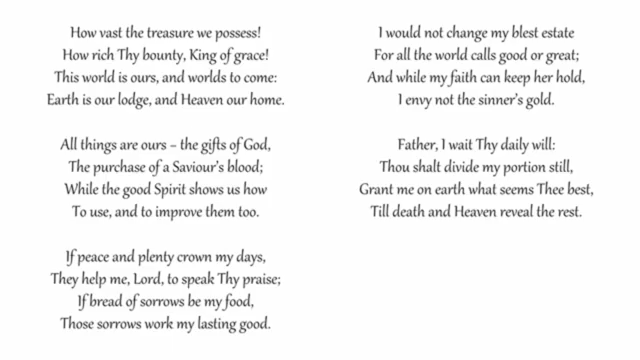 How vast the treasure we possess!
How rich Thy bounty, King of grace!
This world is ours, and worlds to come:
Earth is our lodge, and Heaven our home.
All things are ours – the gifts of God,
The purchase of a Saviour's blood;
While the good Spirit shows us how
To use, and to improve them too.
If peace and plenty crown my days,
They help me, Lord, to speak Thy praise;
If bread of sorrows be my food,
Those sorrows work my lasting good.
I would not change my blest estate
For all the world calls good or great;
And while my faith can keep her hold,
I envy not the sinner's gold.
Father, I wait Thy daily will:
Thou shalt divide my portion still,
Grant me on earth what seems Thee best,
Till death and Heaven reveal the rest.